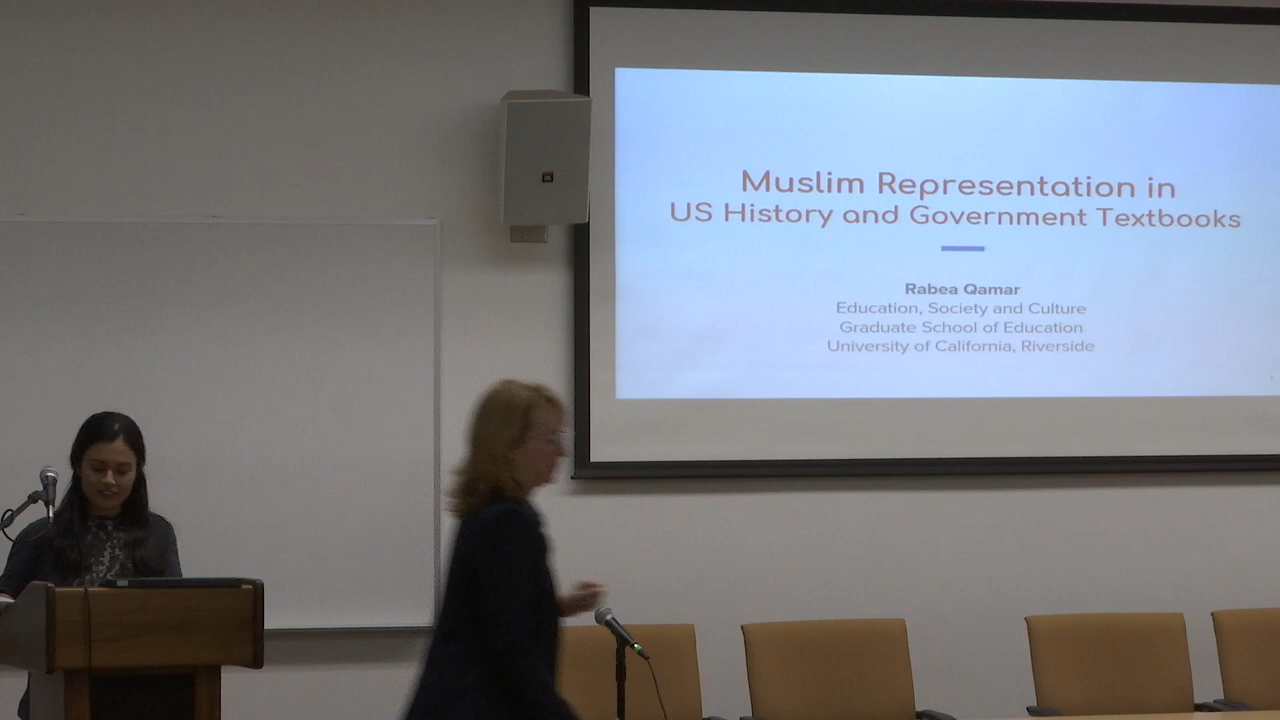 Muslim Representation in
US History and Government Textbooks
Rabea Qamar
Education, Society and Culture
Graduate School of Education
University of California, Riverside